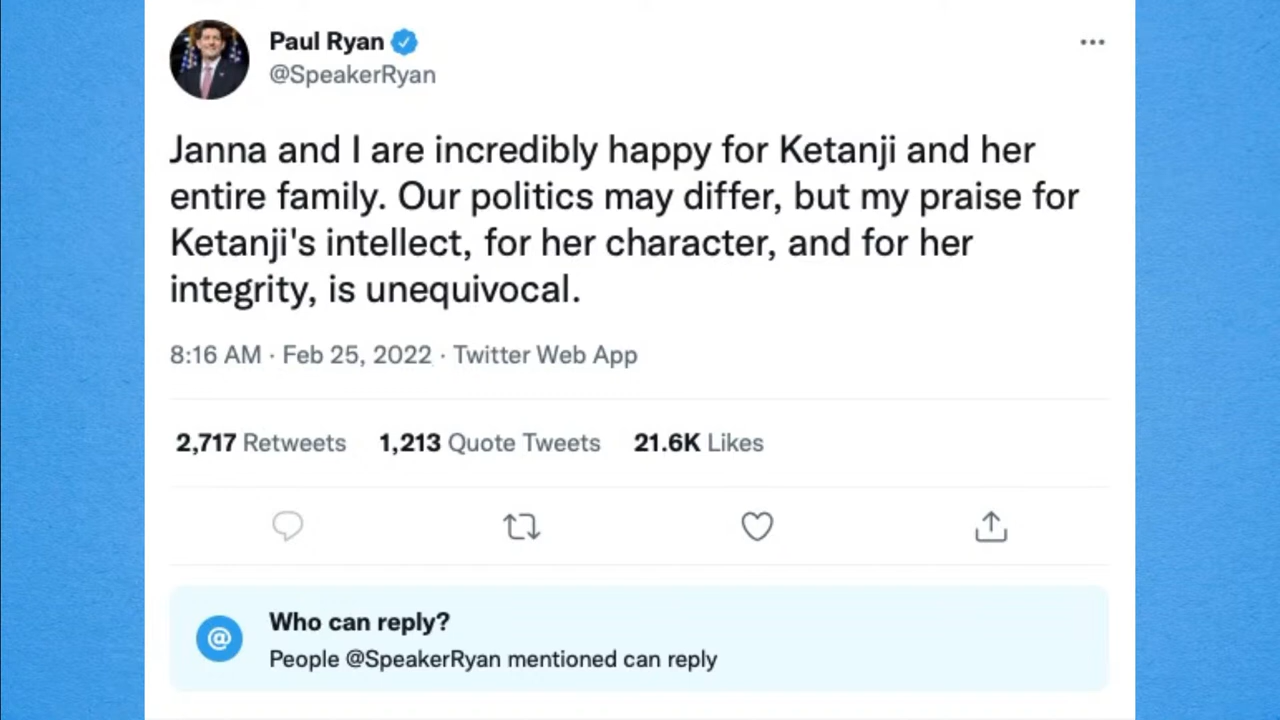 Paul Ryan
@SpeakerRyan
Janna and I are incredibly happy for Ketanji and her
entire family. Our politics may differ, but my praise for
Ketanji's intellect, for her character, and for her
integrity, is unequivocal.
8:16 AM · Feb 25, 2022 · Twitter Web App
2,717 Retweets 1,213 Quote Tweets 21.6K Likes
@
Who can reply?
People @SpeakerRyan mentioned can reply